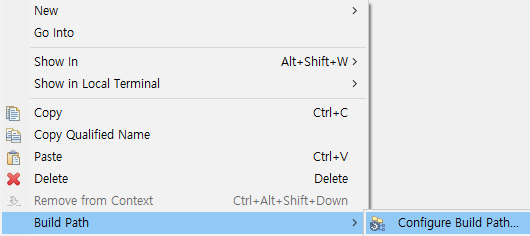 New
Go Into
Show In Alt+Shift+W
Show in Local Terminal
Copy Ctrl+C
Copy Qualified Name
Paste Ctrl+V
Delete Delete
Remove from Context Ctrl+Alt+Shift+Down
Build Path Configure Build Path...